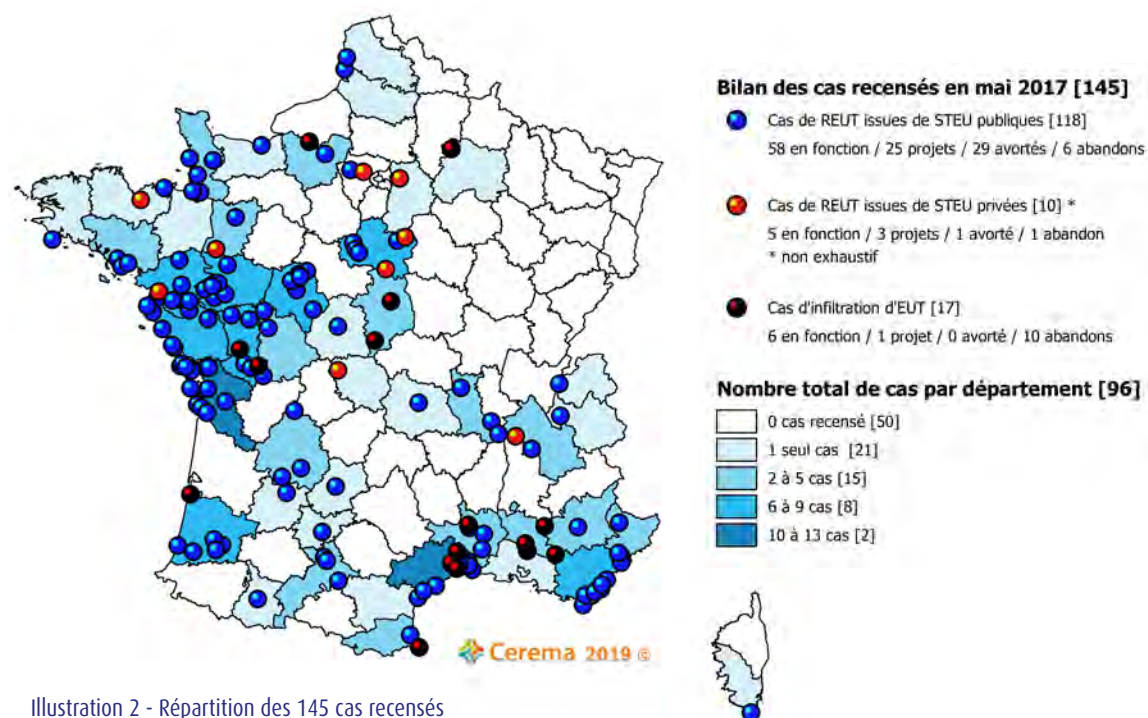 Bilan des cas recensés en mai 2017 [145]
Cas de REUT issues de STEU publiques [118]
58 en fonction / 25 projets / 29 avortés / 6 abandons
Cas de REUT issues de STEU privées [10] *
5 en fonction / 3 projets / 1 avorté / 1 abandon
* non exhaustif
Cas d'infiltration d'EUT [17]
6 en fonction / 1 projet / 0 avorté / 10 abandons
Nombre total de cas par département [96]
0 cas recensé [50]
1 seul cas [21]
2 à 5 cas [15]
6 à 9 cas [8]
10 à 13 cas [2]
Cerema 2019 ©
Illustration 2 - Répartition des 145 cas recensés